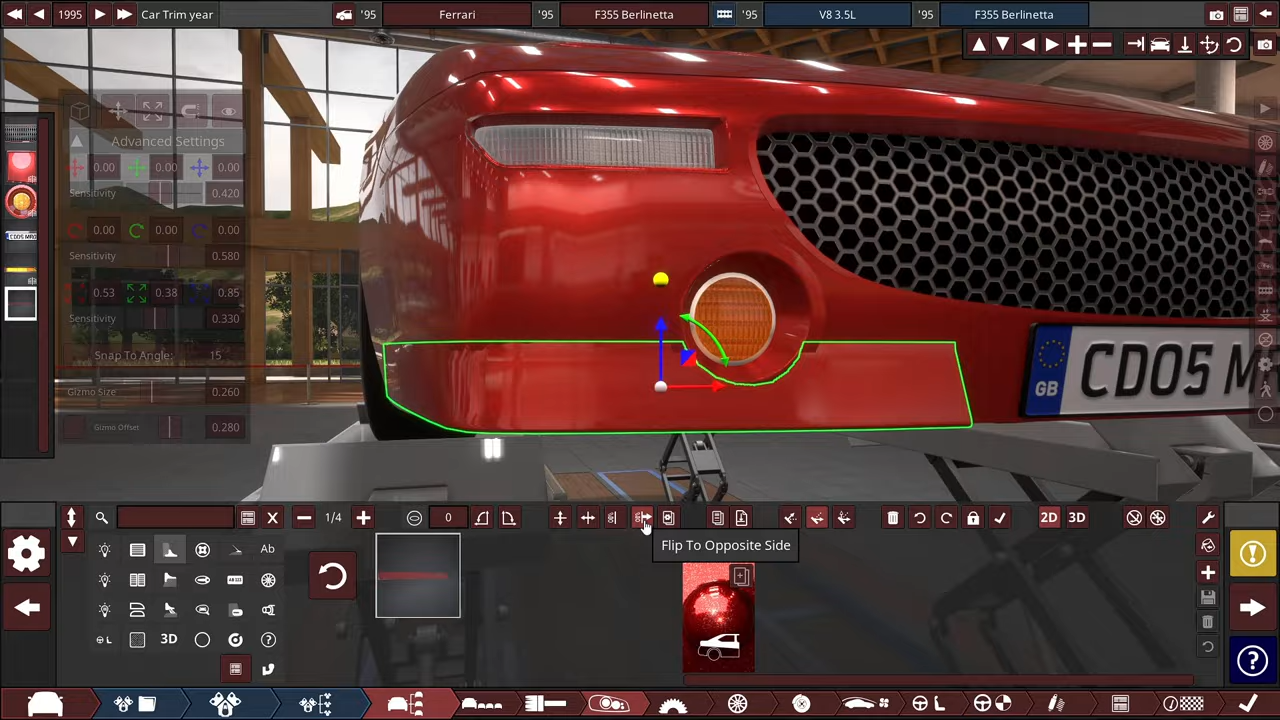 1995 Car Trim year '95 Ferrari '95 F355 Berlinetta '95 V8 3.5L '95 F355 Berlinetta
Advanced Settings
0.00 0.00 0.00
Sensitivity 0.420
0.00 0.00 0.00
Sensitivity 0.580
0.53 0.38 0.85
Sensitivity 0.330
Snap To Angle: 15
Gizmo Size 0.260
Gizmo Offset 0.280
GB CD05 M
1/4 0 2D 3D
Flip To Opposite Side
Ab
L 3D